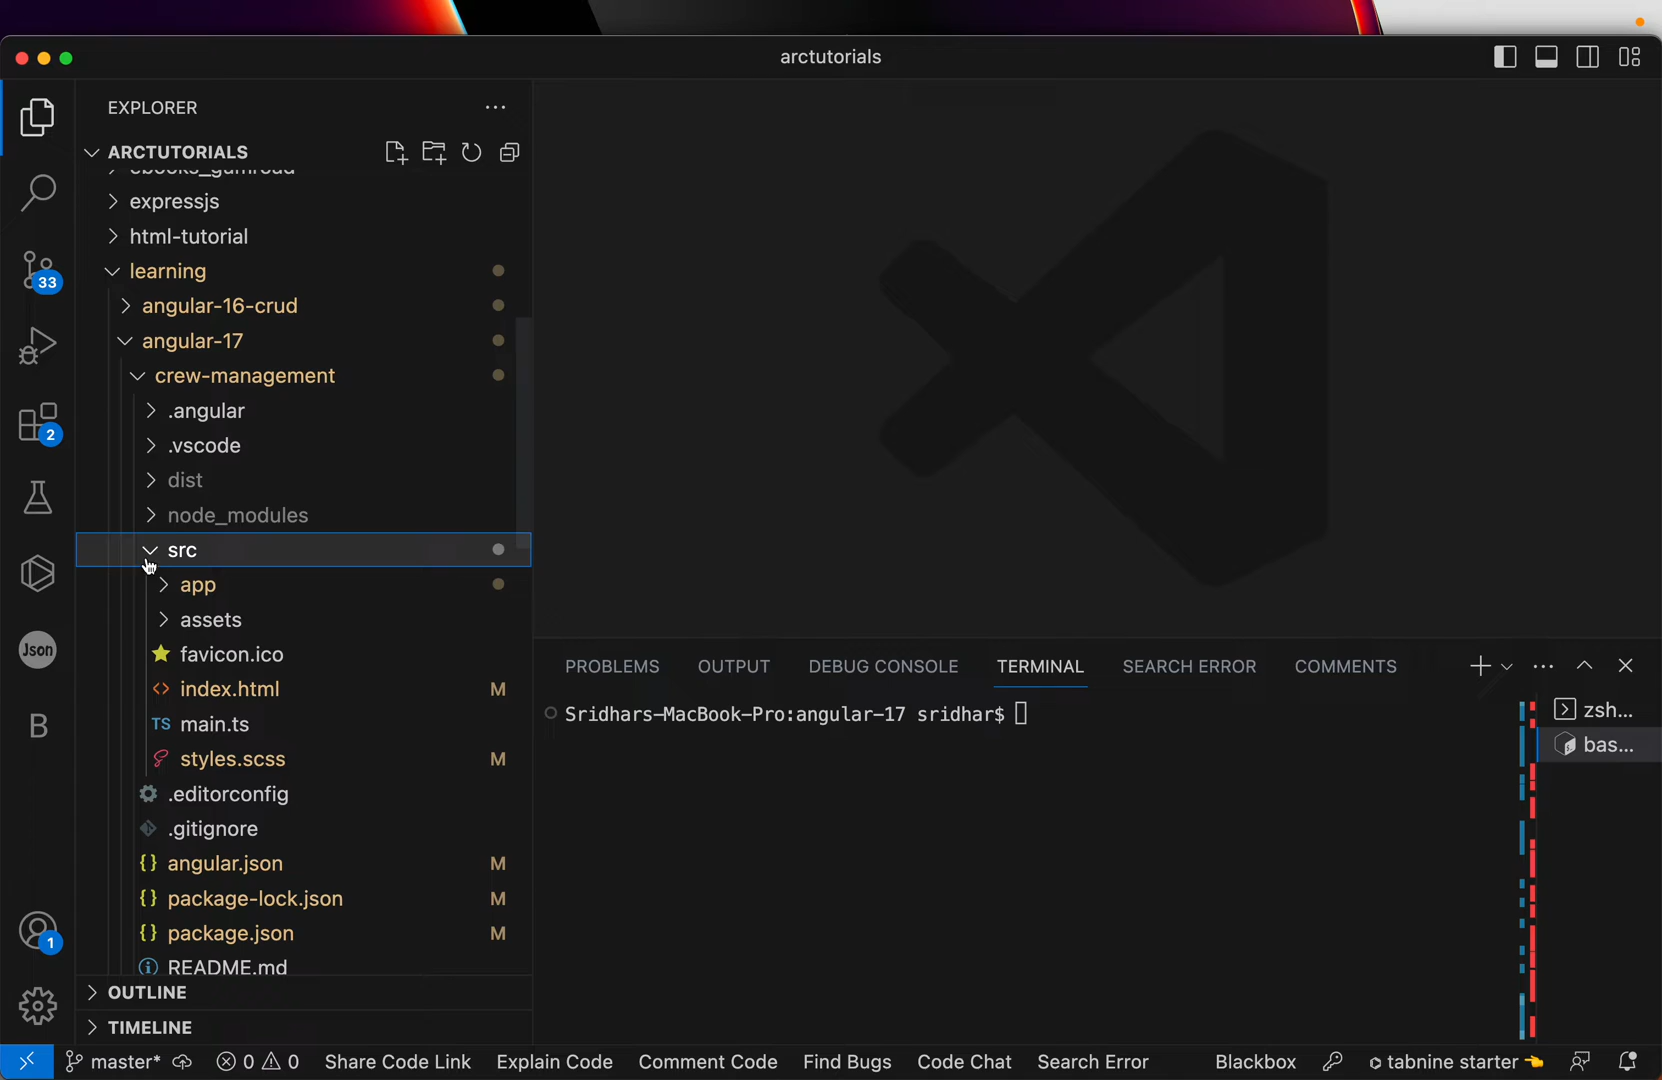 arctutorials
EXPLORER
ARCTUTORIALS
ebooks_gumroad
expressjs
html-tutorial
learning
angular-16-crud
angular-17
crew-management
.angular
.vscode
dist
node_modules
src
app
assets
favicon.ico
index.html M
TS main.ts
styles.scss M
.editorconfig
.gitignore
{} angular.json M
{} package-lock.json M
{} package.json M
README.md
OUTLINE
TIMELINE
33
2
Json
B
1
PROBLEMS OUTPUT DEBUG CONSOLE TERMINAL SEARCH ERROR COMMENTS
Sridhars-MacBook-Pro:angular-17 sridhar$
zsh...
bas...
master* 0 0 Share Code Link Explain Code Comment Code Find Bugs Code Chat Search Error Blackbox tabnine starter